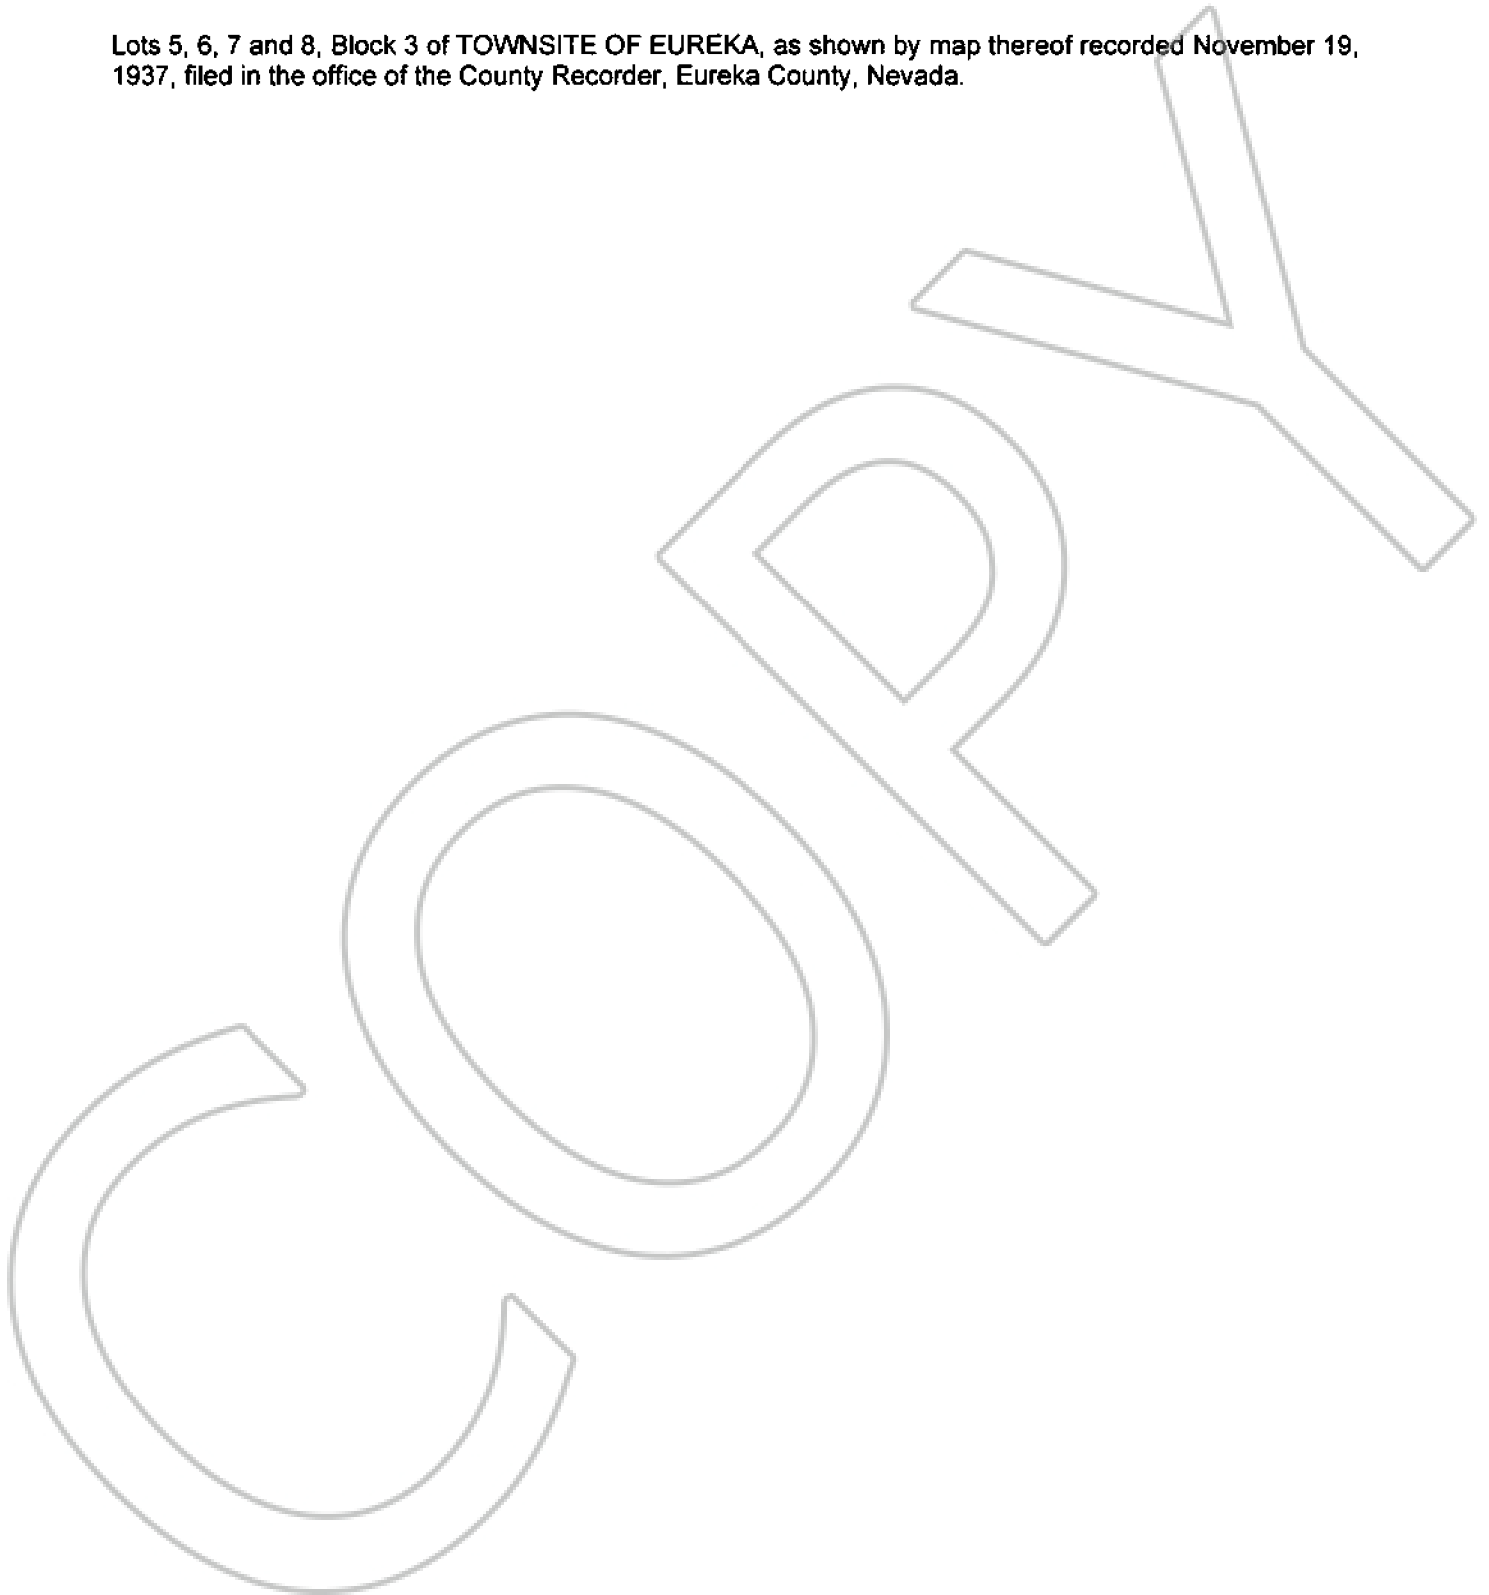 Lots 5, 6, 7 and 8, Block 3 of TOWNSITE OF EUREKA, as shown by map thereof recorded November 19,
1937, filed in the office of the County Recorder, Eureka County, Nevada.
COPY